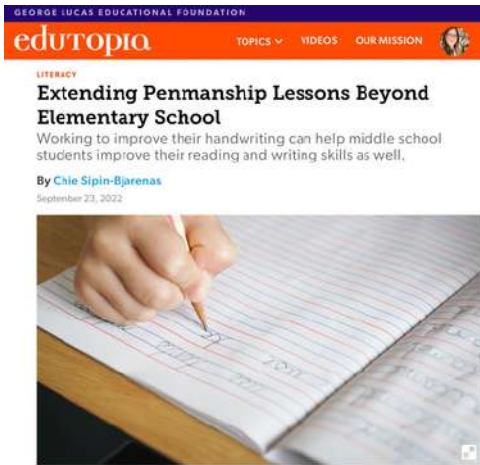 GEORGE LUCAS EDUCATIONAL FOUNDATION
edutopia
TOPICS VIDEOS OUR MISSION
LITERACY
Extending Penmanship Lessons Beyond
Elementary School
Working to improve their handwriting can help middle school
students improve their reading and writing skills as well.
By Chie Sipin-Bjarenas
September 23, 2022